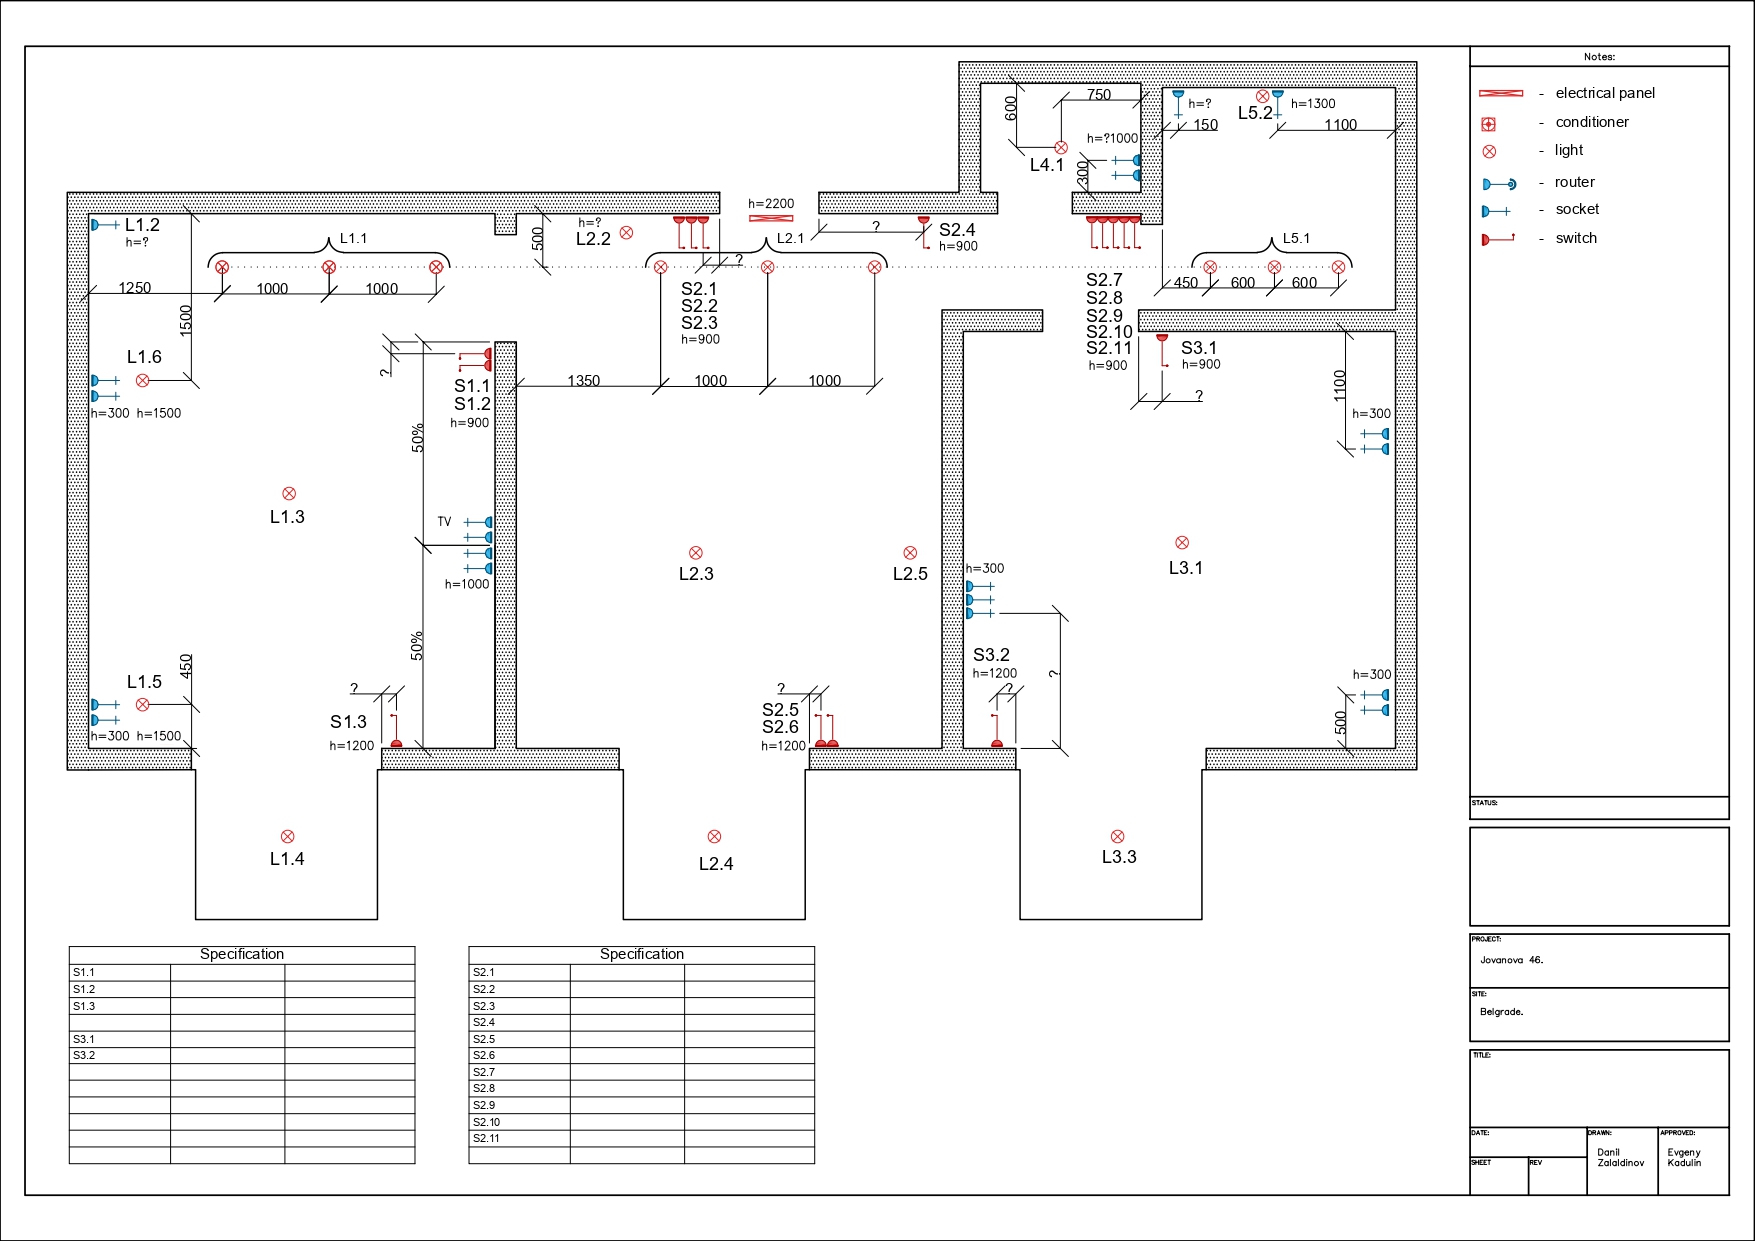 Notes:
- electrical panel
- conditioner
- light
- router
- socket
- switch
STATUS:
PROJECT:
Jovanova 46.
SITE:
Belgrade.
TITLE:
DATE:
DRAWN:
APPROVED:
Danil
Zalaldinov
Evgeny
Kadulin
SHEET
REV
600
750
h=?1000
L4.1
300
h=?
L5.2
h=1300
150
1100
L1.2
h=?
L1.1
1250
1000
1000
1500
500
h=?
L2.2
h=2200
L2.1
?
?
S2.4
h=900
S2.1
S2.2
S2.3
h=900
L5.1
450
600
600
S2.7
S2.8
S2.9
S2.10
S2.11
h=900
S3.1
h=900
?
1100
h=300
L1.6
h=300 h=1500
?
S1.1
S1.2
h=900
50%
1350
1000
1000
L1.3
TV
h=1000
50%
L2.3
L2.5
h=300
L3.1
450
L1.5
h=300 h=1500
?
S1.3
h=1200
?
S2.5
S2.6
h=1200
S3.2
h=1200
?
?
h=300
500
L1.4
L2.4
L3.3
Specification
S1.1
S1.2
S1.3
S3.1
S3.2
Specification
S2.1
S2.2
S2.3
S2.4
S2.5
S2.6
S2.7
S2.8
S2.9
S2.10
S2.11